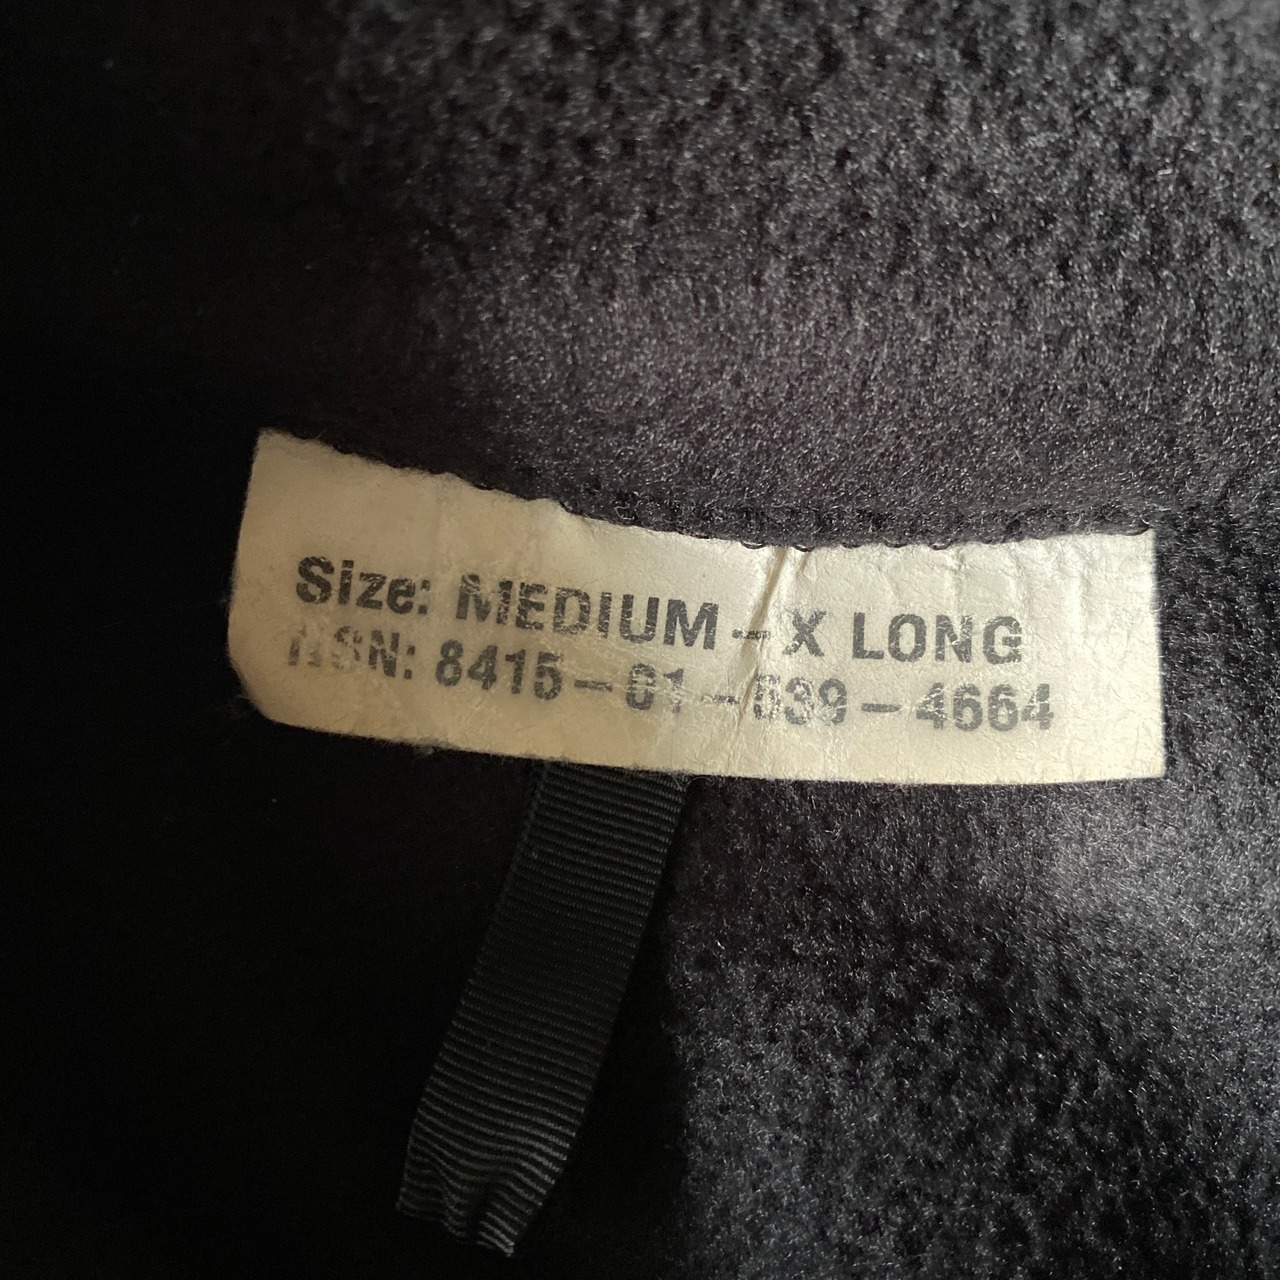 Size: MEDIUM - X LONG
NSN: 8415-01-539-4664